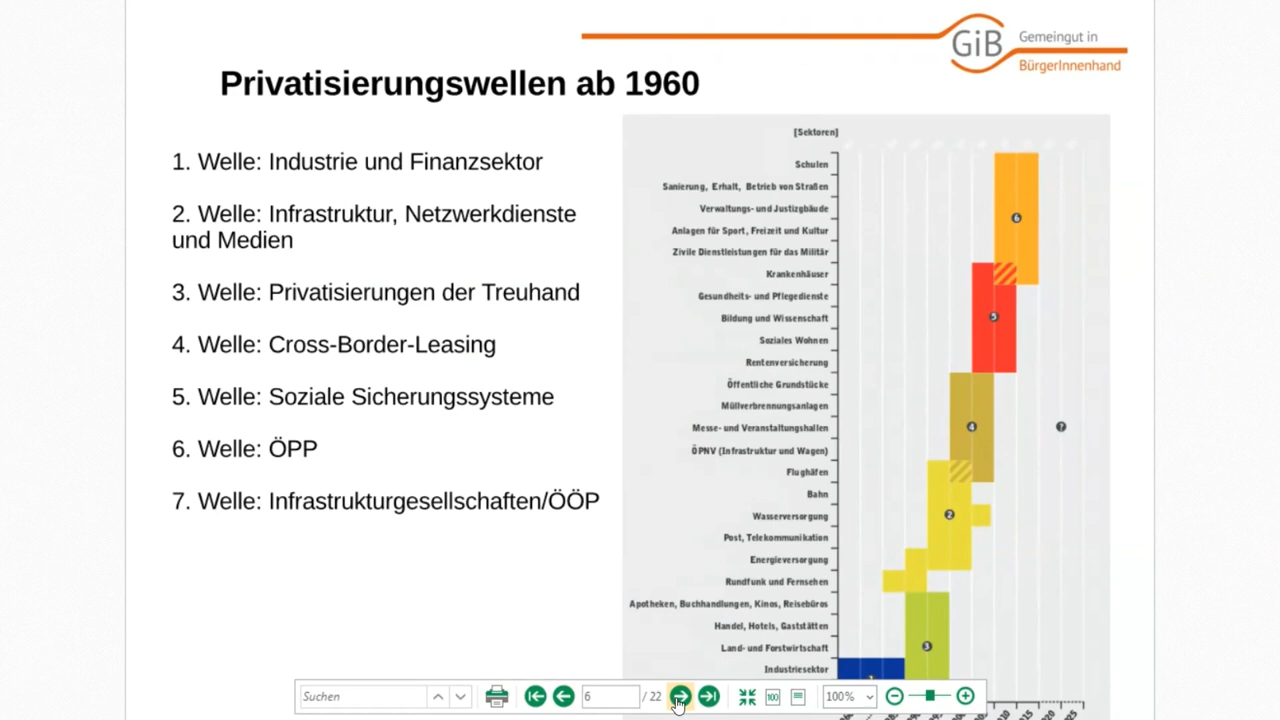 GiB
Gemeingut in
BürgerInnenhand
Privatisierungswellen ab 1960
1. Welle: Industrie und Finanzsektor
2. Welle: Infrastruktur, Netzwerkdienste
und Medien
3. Welle: Privatisierungen der Treuhand
4. Welle: Cross-Border-Leasing
5. Welle: Soziale Sicherungssysteme
6. Welle: ÖPP
7. Welle: Infrastrukturgesellschaften/ÖÖP
[Sektoren]
Schulen
Sanierung, Erhalt, Betrieb von Straßen
Verwaltungs- und Justizgbäude
6
Anlagen für Sport, Freizeit und Kultur
Zivile Dienstleistungen für das Militär
Krankenhäuser
Gesundheits- und Pflegedienste
Bildung und Wissenschaft
5
Soziales Wohnen
Rentenversicherung
Öffentliche Grundstücke
Müllverbrennungsanlagen
Messe- und Veranstaltungshallen
4
?
ÖPNV (Infrastruktur und Wagen)
Flughäfen
Bahn
Wasserversorgung
2
Post, Telekommunikation
Energieversorgung
Rundfunk und Fernsehen
Apotheken, Buchhandlungen, Kinos, Reisebüros
Handel, Hotels, Gaststätten
Land- und Forstwirtschaft
3
Industriesektor
Suchen
6
/ 22
100
100%